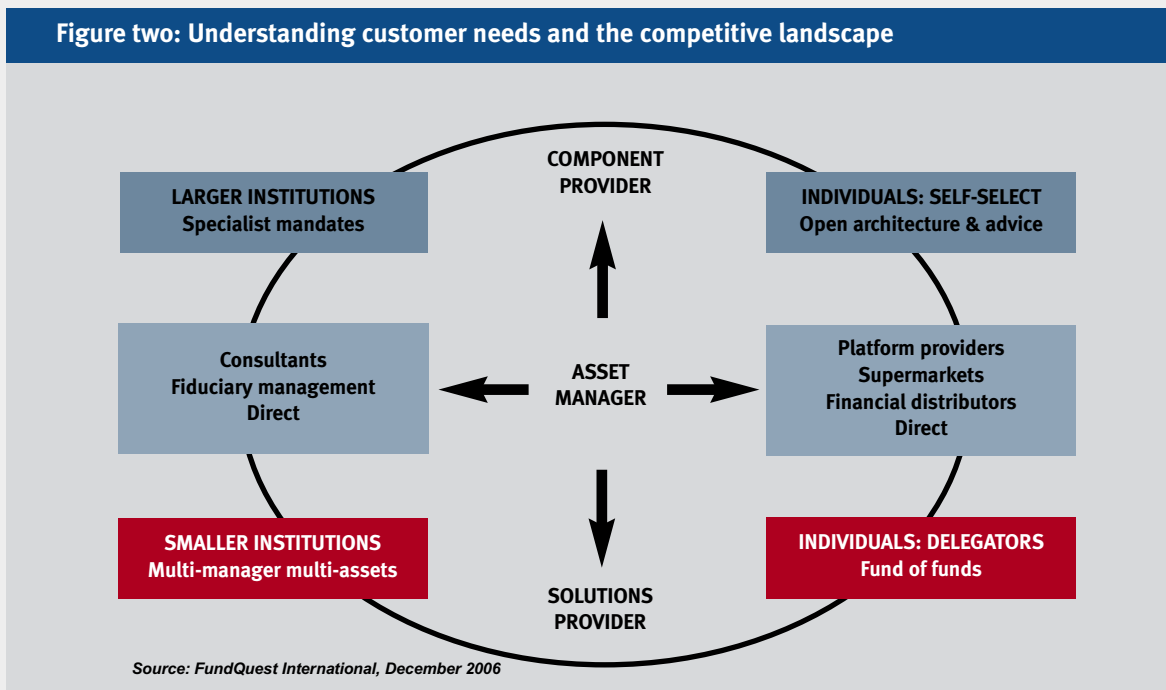 Figure two: Understanding customer needs and the competitive landscape
COMPONENT
PROVIDER
LARGER INSTITUTIONS
Specialist mandates
INDIVIDUALS: SELF-SELECT
Open architecture & advice
Consultants
Fiduciary management
Direct
ASSET
MANAGER
Platform providers
Supermarkets
Financial distributors
Direct
SMALLER INSTITUTIONS
Multi-manager multi-assets
INDIVIDUALS: DELEGATORS
Fund of funds
SOLUTIONS
PROVIDER
Source: FundQuest International, December 2006